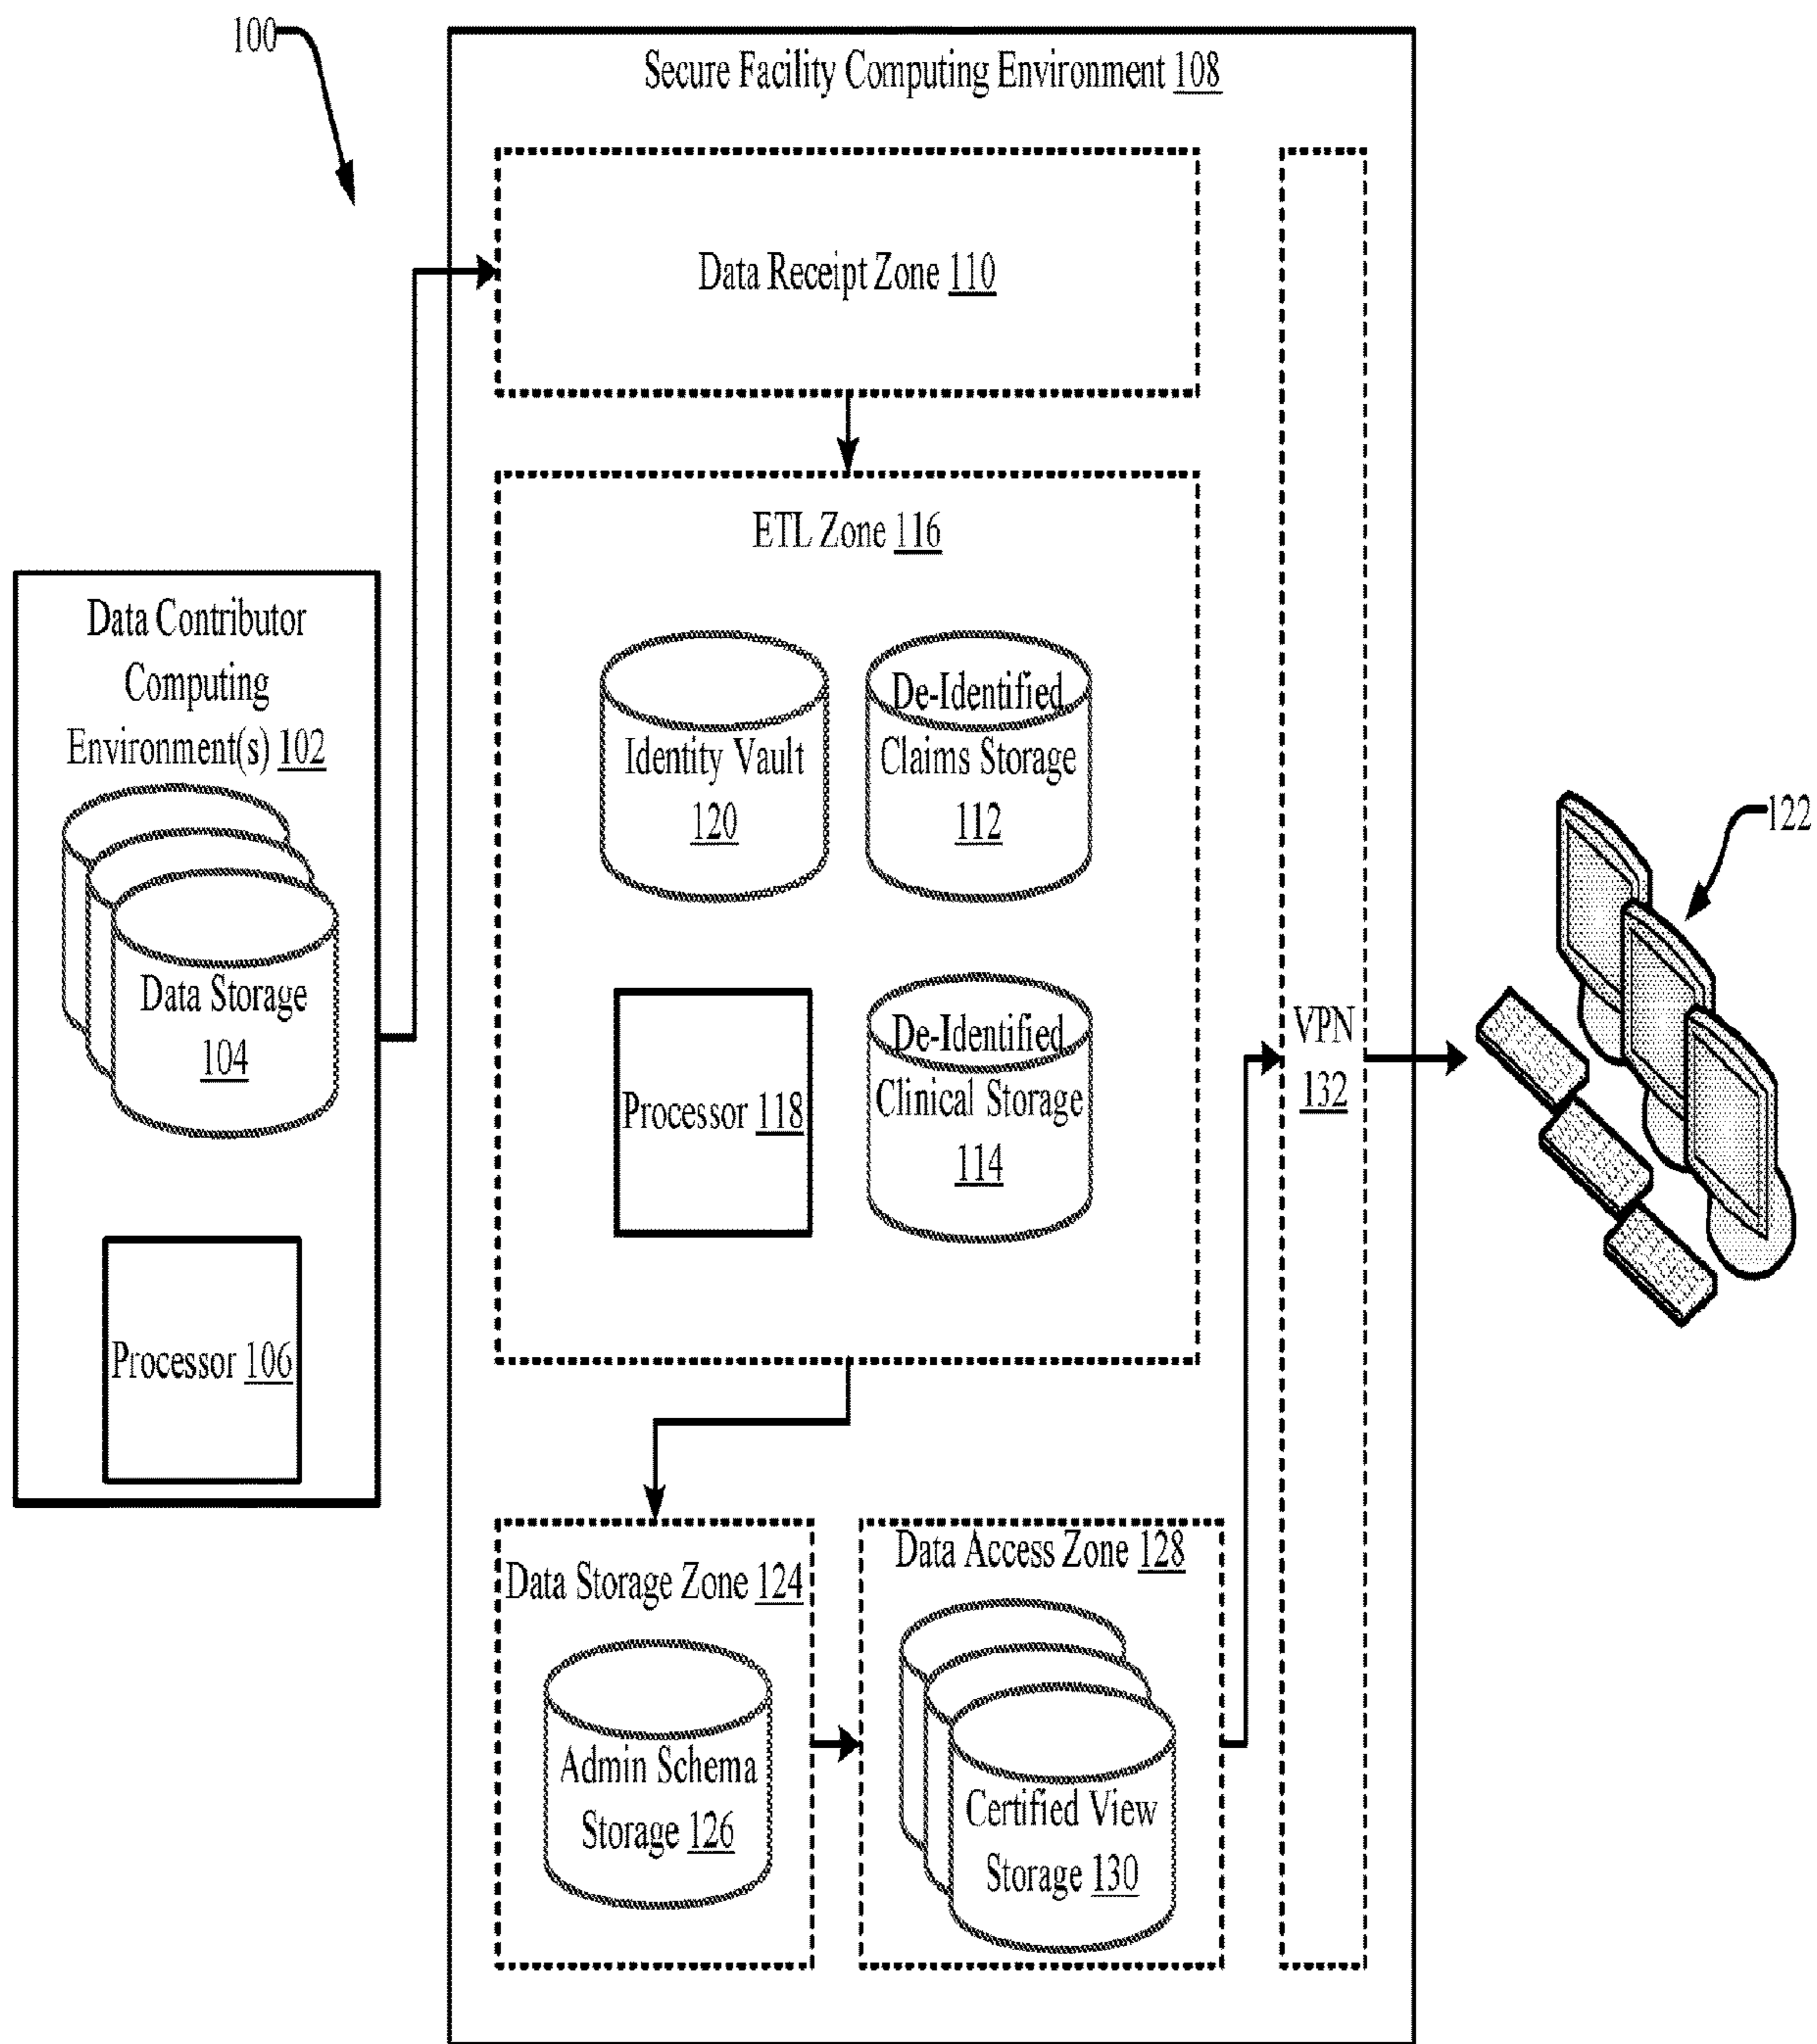 100
Secure Facility Computing Environment 108
Data Receipt Zone 110
ETL Zone 116
Data Contributor
Computing
Environment(s) 102
Data Storage
104
Processor 106
Identity Vault
120
De-Identified
Claims Storage
112
Processor 118
De-Identified
Clinical Storage
114
VPN
132
122
Data Storage Zone 124
Admin Schema
Storage 126
Data Access Zone 128
Certified View
Storage 130